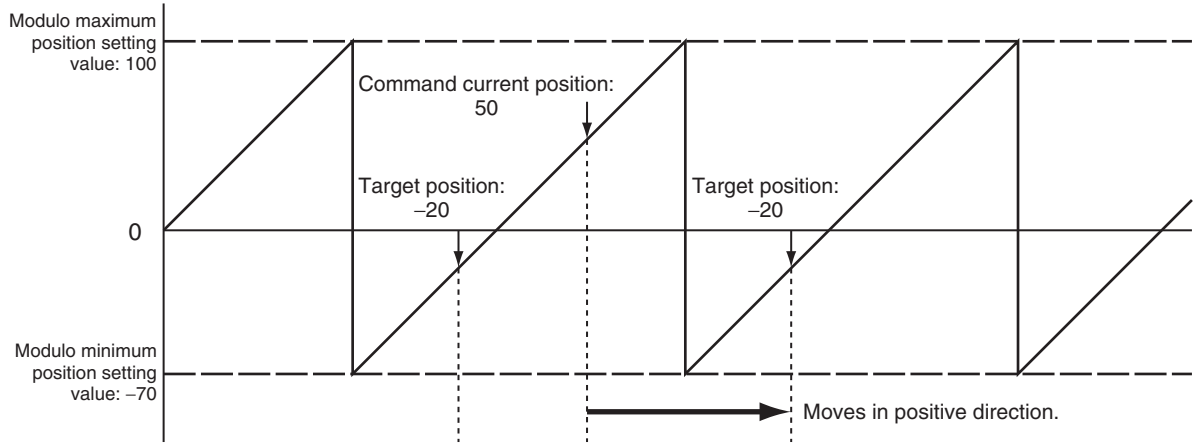 Modulo maximum
position setting
value: 100
Command current position:
50
Target position:
−20
Target position:
−20
0
Modulo minimum
position setting
value: −70
Moves in positive direction.